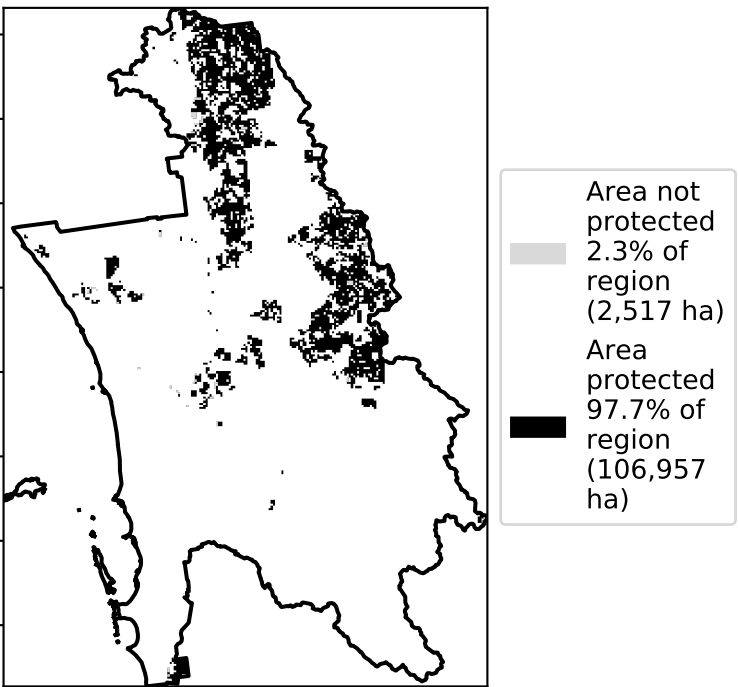 Area not
protected
2.3% of
region
(2,517 ha)
Area
protected
97.7% of
region
(106,957
ha)